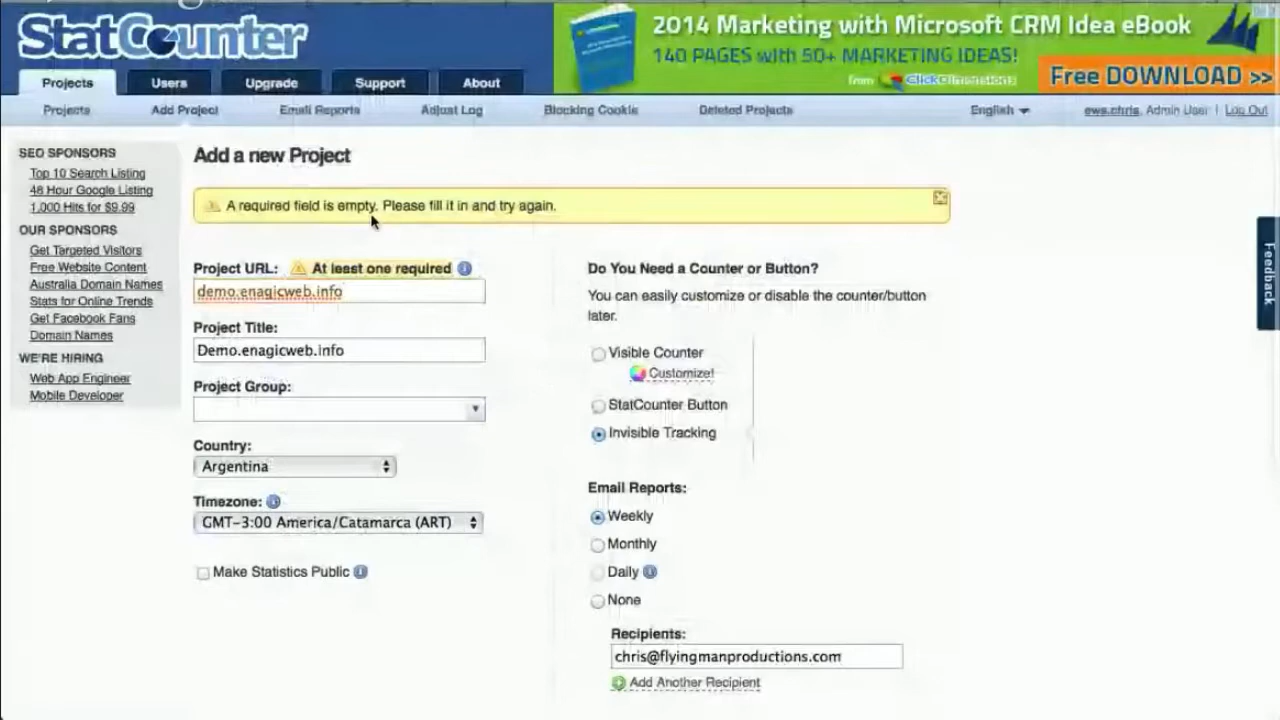 StatCounter
2014 Marketing with Microsoft CRM Idea eBook
140 PAGES with 50+ MARKETING IDEAS!
from ClickDimensions
Free DOWNLOAD >>
Projects Users Upgrade Support About
Projects Add Project Email Reports Adjust Log Blocking Cookie Deleted Projects English ews.chris, Admin User | Log Out
SEO SPONSORS
Top 10 Search Listing
48 Hour Google Listing
1,000 Hits for $9.99
OUR SPONSORS
Get Targeted Visitors
Free Website Content
Australia Domain Names
Stats for Online Trends
Get Facebook Fans
Domain Names
WE'RE HIRING
Web App Engineer
Mobile Developer
Add a new Project
A required field is empty. Please fill it in and try again.
Project URL: At least one required
demo.enagicweb.info
Project Title:
Demo.enagicweb.info
Project Group:
Country:
Argentina
Timezone:
GMT-3:00 America/Catamarca (ART)
Make Statistics Public
Do You Need a Counter or Button?
You can easily customize or disable the counter/button
later.
Visible Counter
Customize!
StatCounter Button
Invisible Tracking
Email Reports:
Weekly
Monthly
Daily
None
Recipients:
chris@flyingmanproductions.com
Add Another Recipient
Feedback